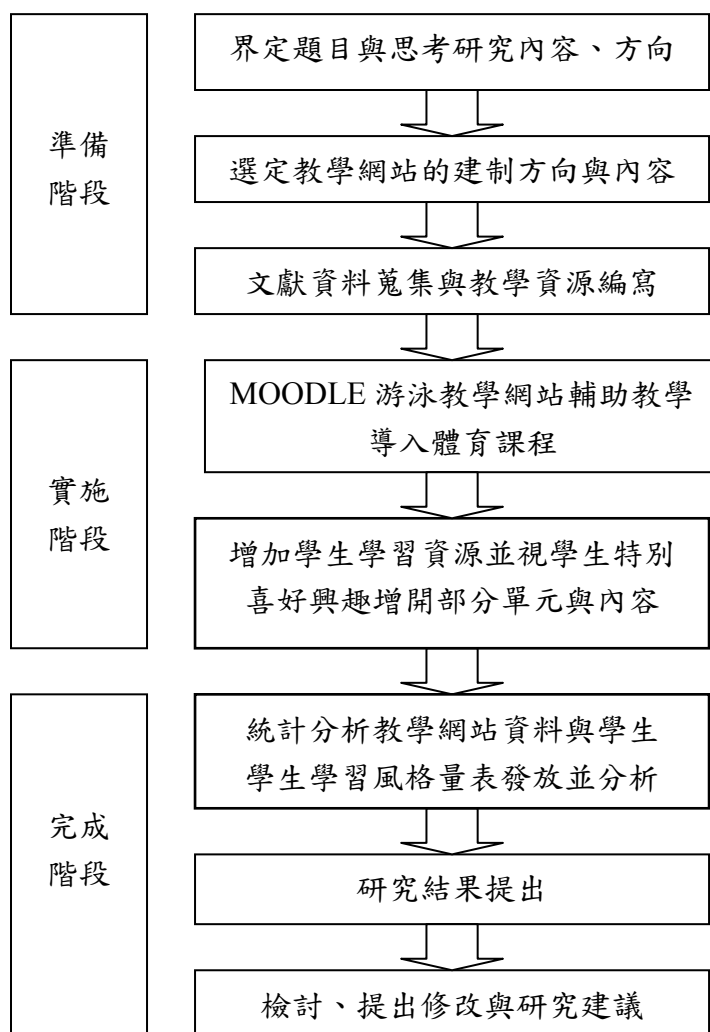 準備
階段
界定題目與思考研究內容、方向
選定教學網站的建制方向與內容
文獻資料蒐集與教學資源編寫
實施
階段
MOODLE 游泳教學網站輔助教學
導入體育課程
增加學生學習資源並視學生特別
喜好興趣增開部分單元與內容
完成
階段
統計分析教學網站資料與學生
學生學習風格量表發放並分析
研究結果提出
檢討、提出修改與研究建議